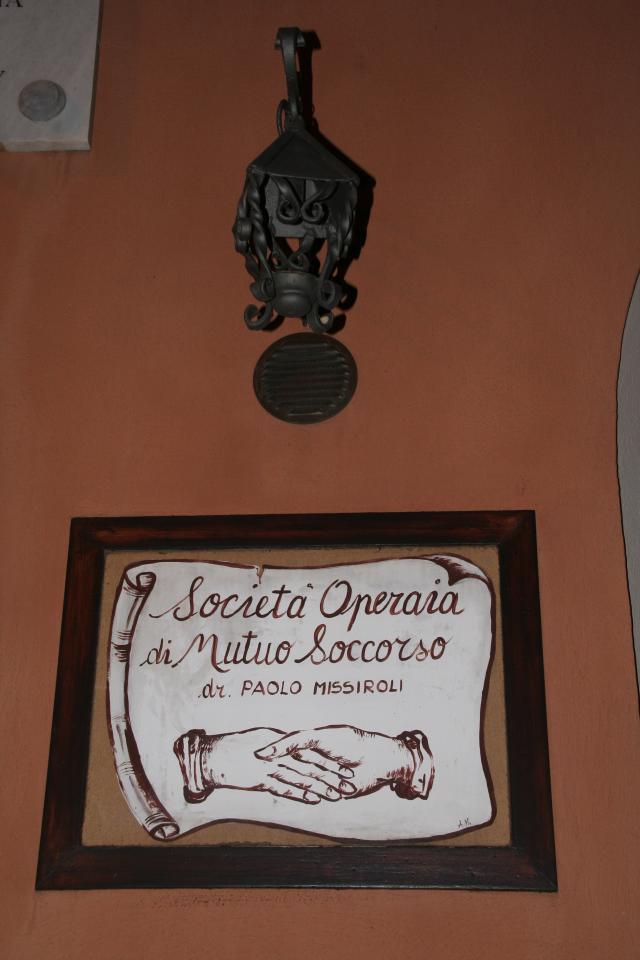 Società Operaia
di Mutuo Soccorso
dr. PAOLO MISSIROLI
A.K.